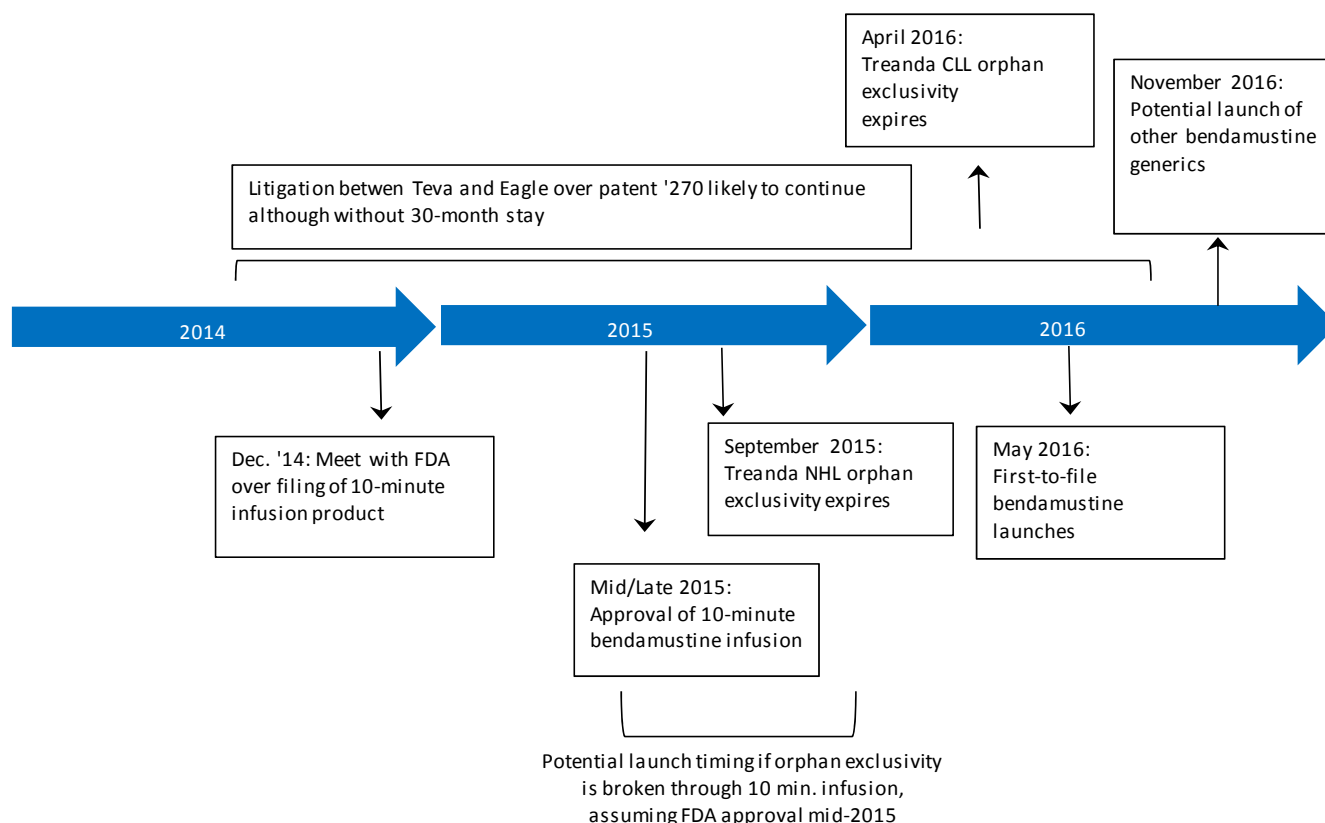 April 2016:
Treanda CLL orphan
exclusivity
expires
November 2016:
Potential launch of
other bendamustine
generics
Litigation betwen Teva and Eagle over patent '270 likely to continue
although without 30-month stay
2014
2015
2016
Dec. '14: Meet with FDA
over filing of 10-minute
infusion product
September 2015:
Treanda NHL orphan
exclusivity expires
May 2016:
First-to-file
bendamustine
launches
Mid/Late 2015:
Approval of 10-minute
bendamustine infusion
Potential launch timing if orphan exclusivity
is broken through 10 min. infusion,
assuming FDA approval mid-2015